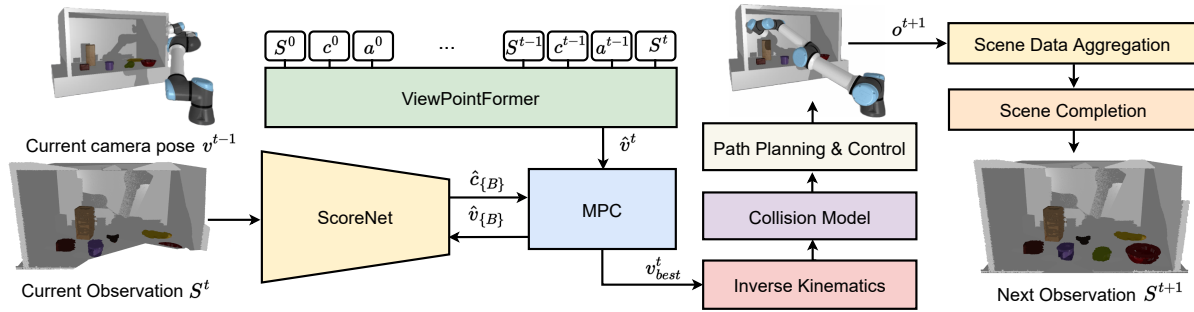 S^0 c^0 a^0 ... S^{t-1} c^{t-1} a^{t-1} S^t
ViewPointFormer
Current camera pose v^{t-1}
v̂^t
ScoreNet
ĉ_{B}
v̂_{B}
MPC
Current Observation S^t
v^t_{best}
Inverse Kinematics
Collision Model
Path Planning & Control
o^{t+1}
Scene Data Aggregation
Scene Completion
Next Observation S^{t+1}